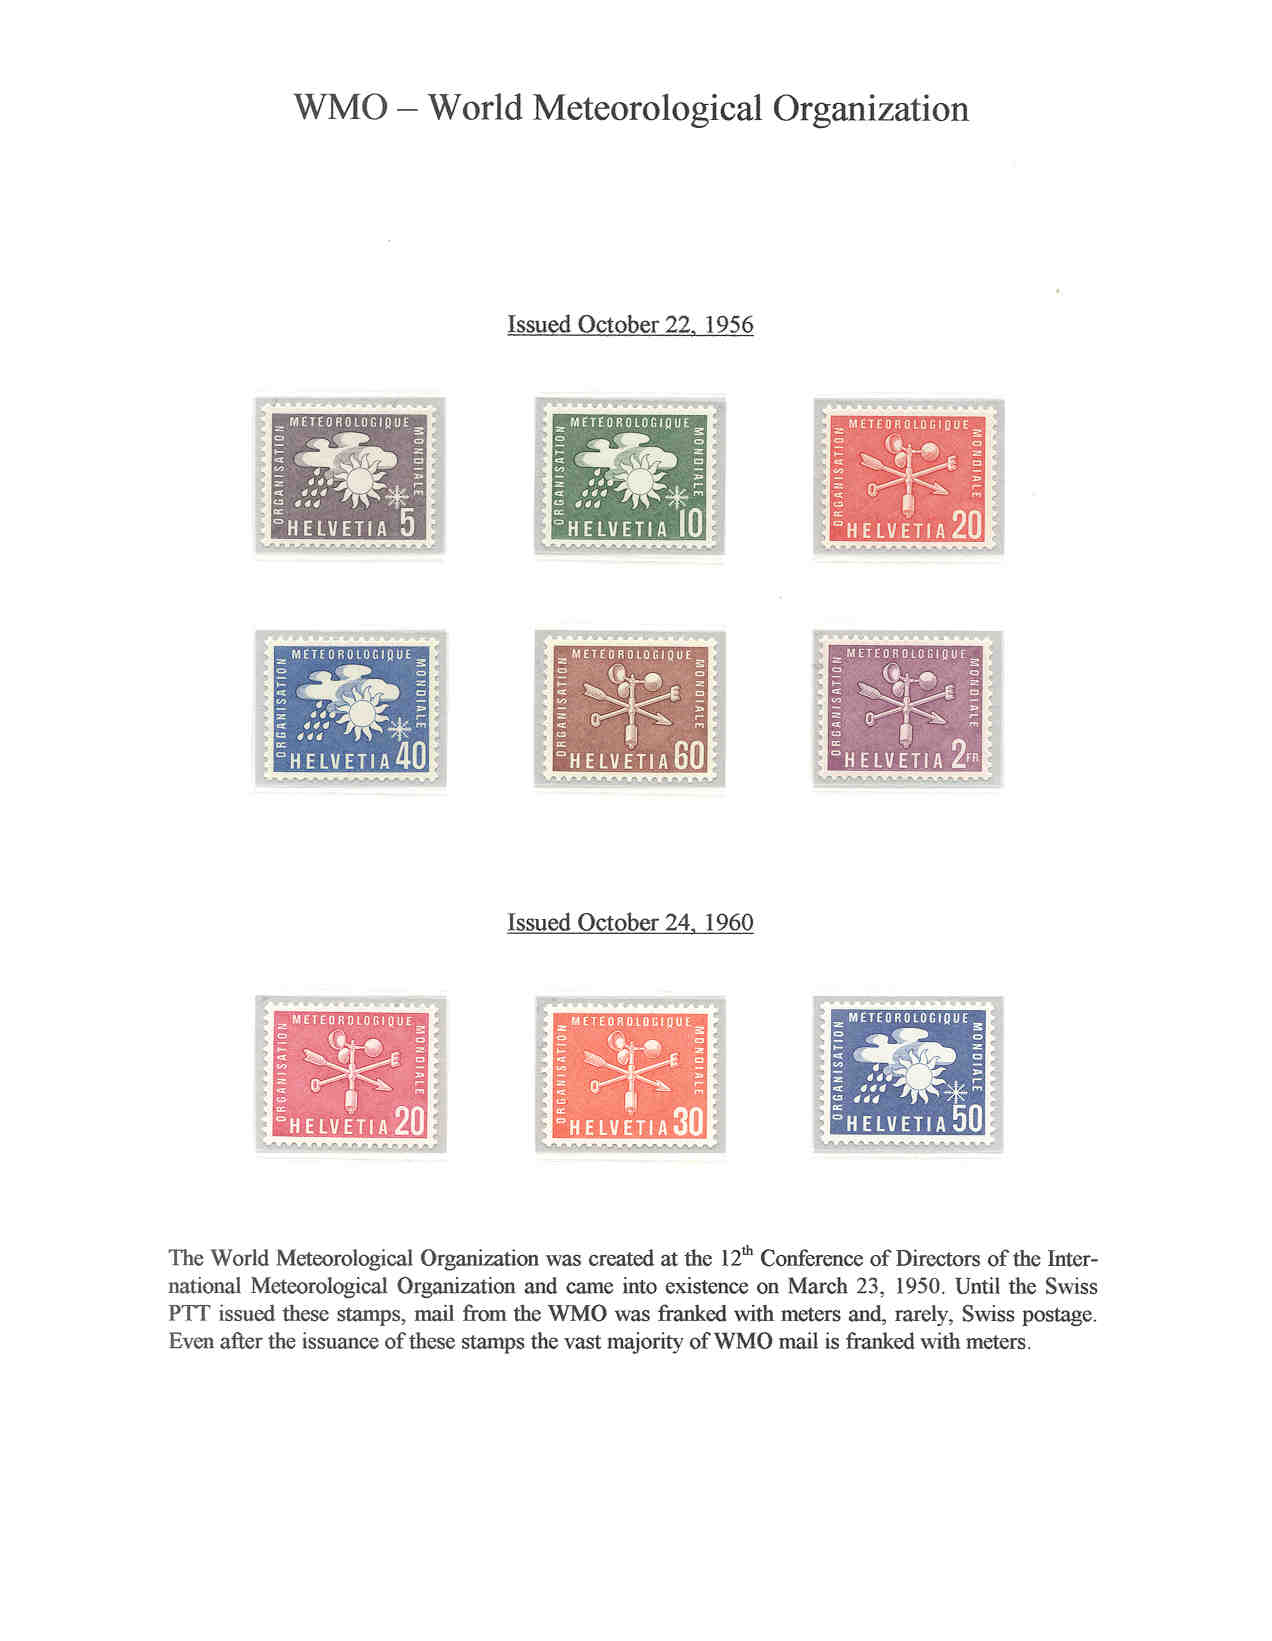 WMO – World Meteorological Organization
Issued October 22, 1956
ORGANISATION METEOROLOGIQUE MONDIALE
HELVETIA 5
ORGANISATION METEOROLOGIQUE MONDIALE
HELVETIA 10
ORGANISATION METEOROLOGIQUE MONDIALE
HELVETIA 20
ORGANISATION METEOROLOGIQUE MONDIALE
HELVETIA 40
ORGANISATION METEOROLOGIQUE MONDIALE
HELVETIA 60
ORGANISATION METEOROLOGIQUE MONDIALE
HELVETIA 2 FR
Issued October 24, 1960
ORGANISATION METEOROLOGIQUE MONDIALE
HELVETIA 20
ORGANISATION METEOROLOGIQUE MONDIALE
HELVETIA 30
ORGANISATION METEOROLOGIQUE MONDIALE
HELVETIA 50
The World Meteorological Organization was created at the 12th Conference of Directors of the Inter-
national Meteorological Organization and came into existence on March 23, 1950. Until the Swiss
PTT issued these stamps, mail from the WMO was franked with meters and, rarely, Swiss postage.
Even after the issuance of these stamps the vast majority of WMO mail is franked with meters.